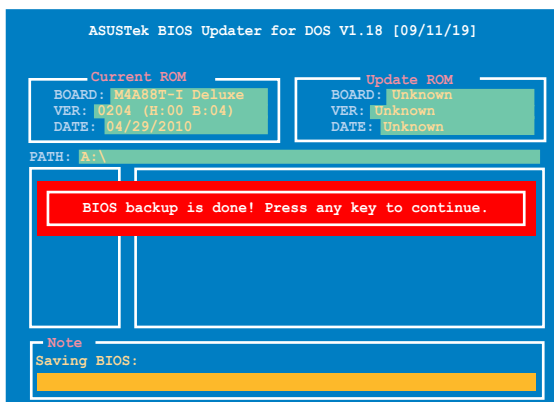 ASUSTek BIOS Updater for DOS V1.18 [09/11/19]
Current ROM
BOARD: M4A88T-I Deluxe
VER: 0204 (H:00 B:04)
DATE: 04/29/2010
Update ROM
BOARD: Unknown
VER: Unknown
DATE: Unknown
PATH: A:\
BIOS backup is done! Press any key to continue.
Note
Saving BIOS: